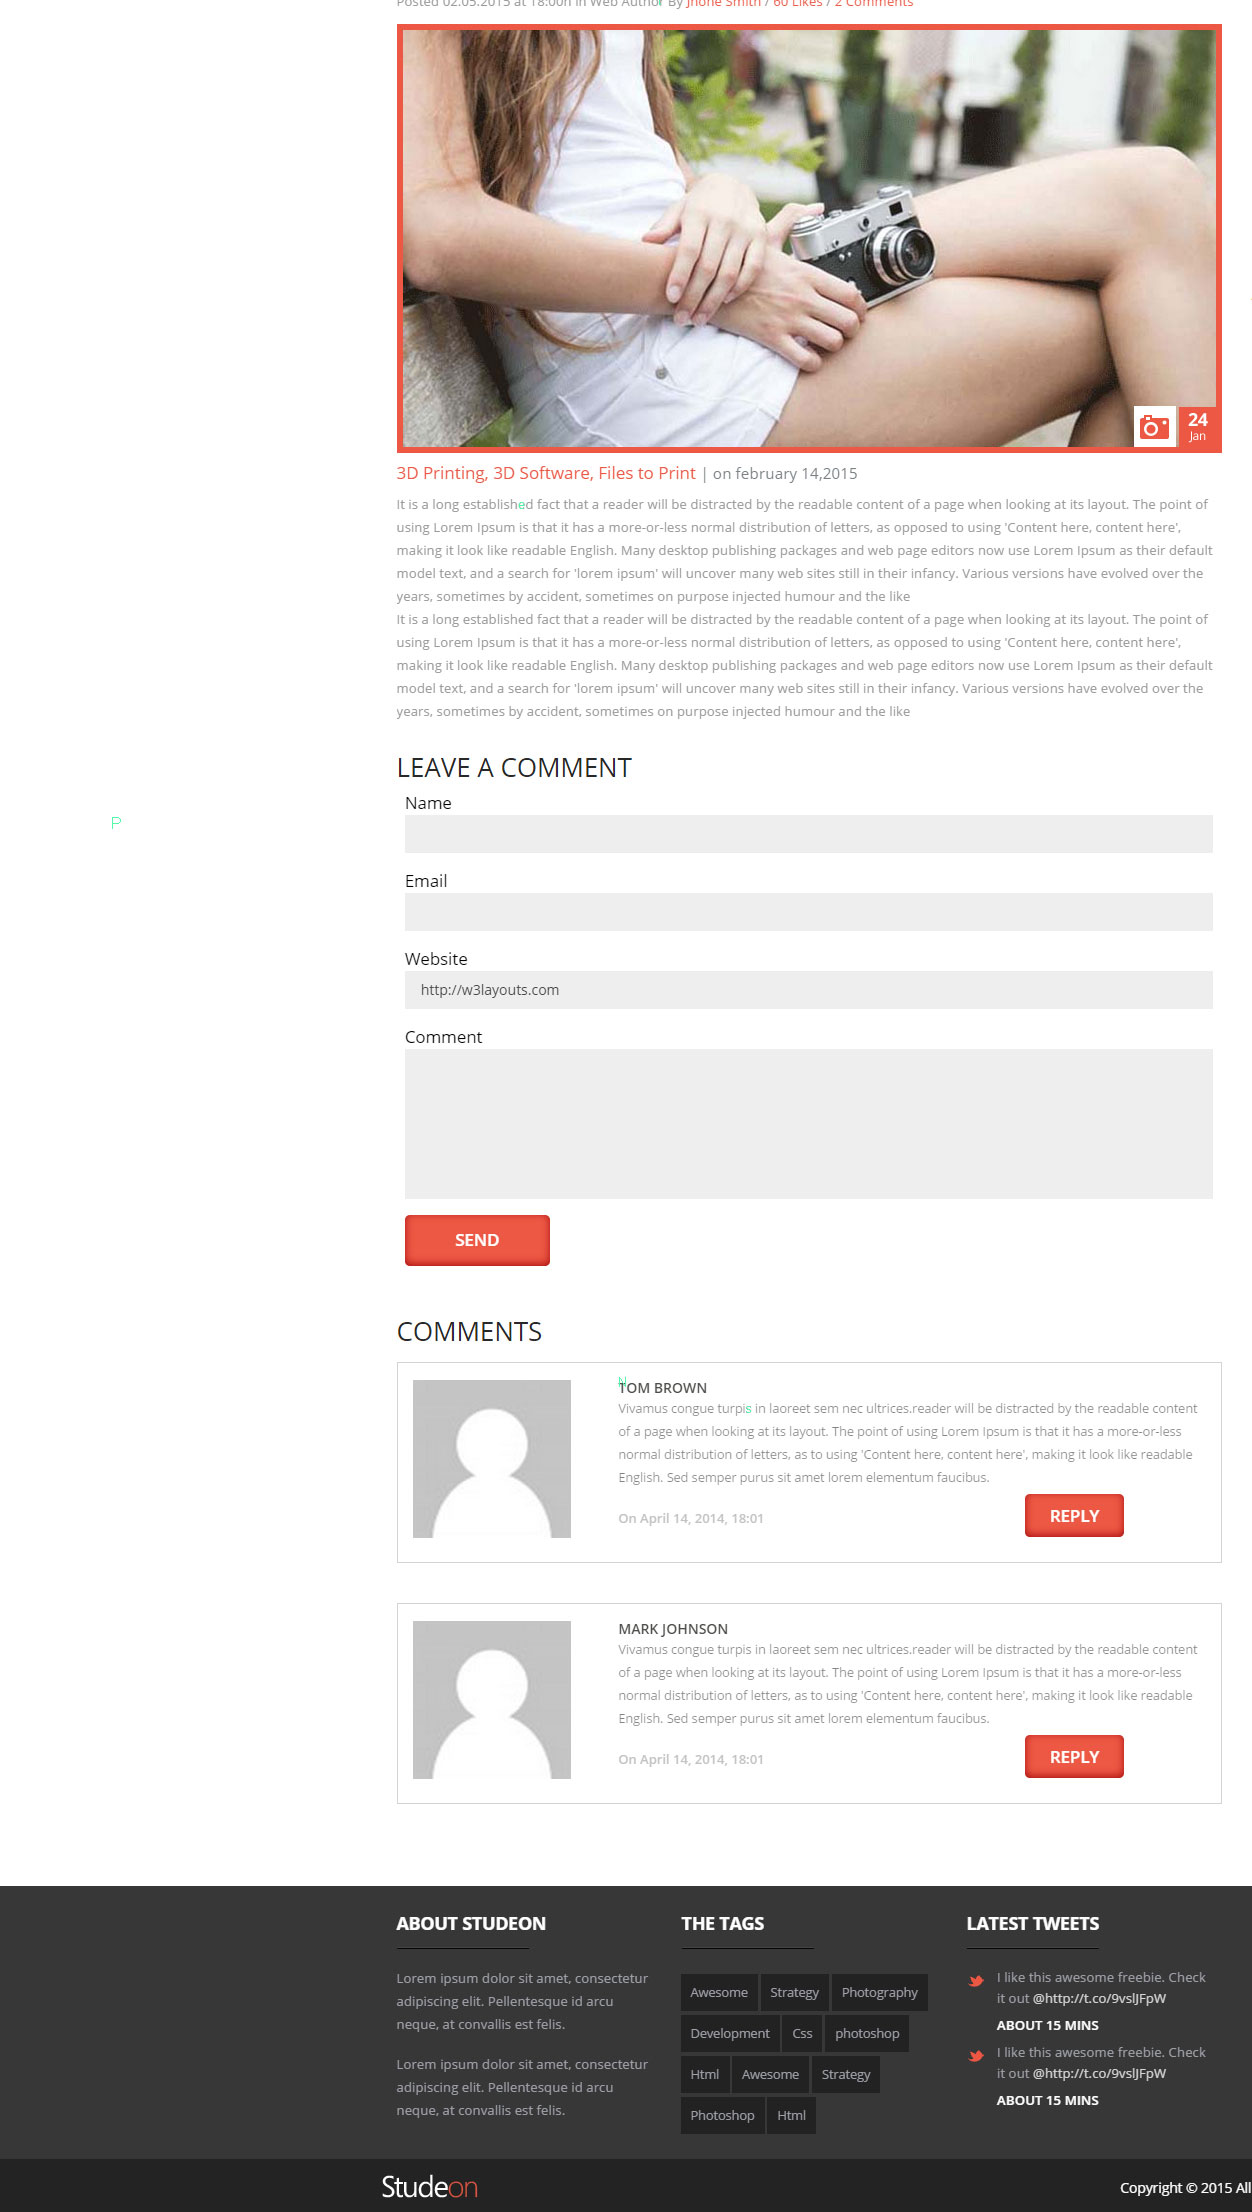 Posted 02.05.2015 at 18:00h in Web Author By Jhone Smith / 60 Likes / 2 Comments
24
Jan
3D Printing, 3D Software, Files to Print | on february 14,2015
It is a long established fact that a reader will be distracted by the readable content of a page when looking at its layout. The point of
using Lorem Ipsum is that it has a more-or-less normal distribution of letters, as opposed to using 'Content here, content here',
making it look like readable English. Many desktop publishing packages and web page editors now use Lorem Ipsum as their default
model text, and a search for 'lorem ipsum' will uncover many web sites still in their infancy. Various versions have evolved over the
years, sometimes by accident, sometimes on purpose injected humour and the like
It is a long established fact that a reader will be distracted by the readable content of a page when looking at its layout. The point of
using Lorem Ipsum is that it has a more-or-less normal distribution of letters, as opposed to using 'Content here, content here',
making it look like readable English. Many desktop publishing packages and web page editors now use Lorem Ipsum as their default
model text, and a search for 'lorem ipsum' will uncover many web sites still in their infancy. Various versions have evolved over the
years, sometimes by accident, sometimes on purpose injected humour and the like
LEAVE A COMMENT
Name
P
Email
Website
http://w3layouts.com
Comment
SEND
COMMENTS
N
TOM BROWN
Vivamus congue turpis in laoreet sem nec ultrices.reader will be distracted by the readable content
of a page when looking at its layout. The point of using Lorem Ipsum is that it has a more-or-less
normal distribution of letters, as to using 'Content here, content here', making it look like readable
English. Sed semper purus sit amet lorem elementum faucibus.
On April 14, 2014, 18:01
REPLY
MARK JOHNSON
Vivamus congue turpis in laoreet sem nec ultrices.reader will be distracted by the readable content
of a page when looking at its layout. The point of using Lorem Ipsum is that it has a more-or-less
normal distribution of letters, as to using 'Content here, content here', making it look like readable
English. Sed semper purus sit amet lorem elementum faucibus.
On April 14, 2014, 18:01
REPLY
ABOUT STUDEON
Lorem ipsum dolor sit amet, consectetur
adipiscing elit. Pellentesque id arcu
neque, at convallis est felis.
Lorem ipsum dolor sit amet, consectetur
adipiscing elit. Pellentesque id arcu
neque, at convallis est felis.
THE TAGS
Awesome Strategy Photography
Development Css photoshop
Html Awesome Strategy
Photoshop Html
LATEST TWEETS
I like this awesome freebie. Check
it out @http://t.co/9vslJFpW
ABOUT 15 MINS
I like this awesome freebie. Check
it out @http://t.co/9vslJFpW
ABOUT 15 MINS
Studeon
Copyright © 2015 All